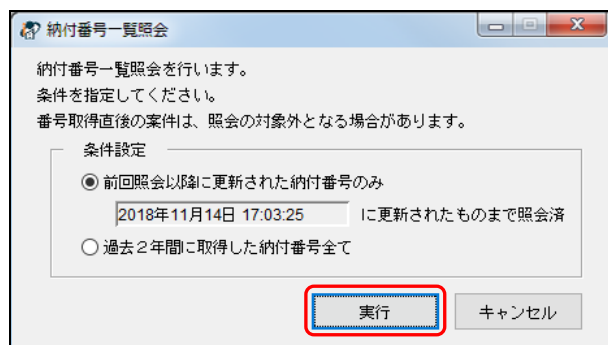 納付番号一覧照会
納付番号一覧照会を行います。
条件を指定してください。
番号取得直後の案件は、照会の対象外となる場合があります。
条件設定
前回照会以降に更新された納付番号のみ
2018年11月14日 17:03:25 に更新されたものまで照会済
過去２年間に取得した納付番号全て
実行 キャンセル